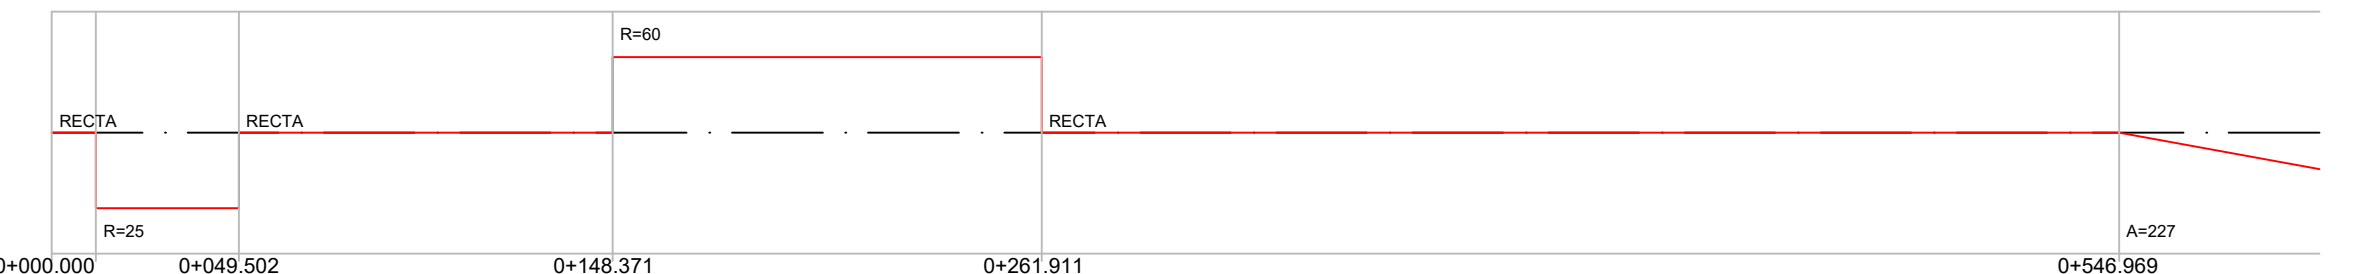 R=60
RECTA
RECTA
RECTA
R=25
A=227
0+000.000
0+049.502
0+148.371
0+261.911
0+546.969